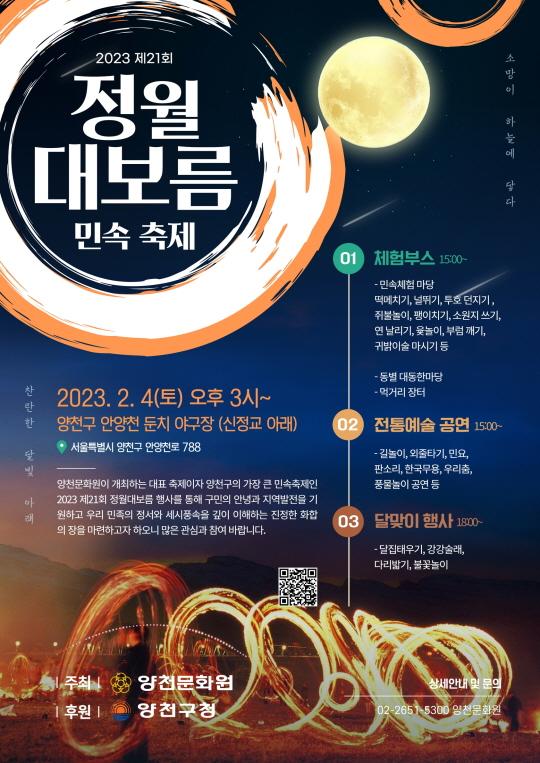 2023 제21회
정월
대보름
민속 축제
소망이 하늘에 닿다
01 체험부스 15:00~
- 민속체험 마당
떡메치기, 널뛰기, 투호 던지기,
쥐불놀이, 팽이치기, 소원지 쓰기,
연 날리기, 윷놀이, 부럼 깨기,
귀밝이술 마시기 등
- 동별 대동한마당
- 먹거리 장터
02 전통예술 공연 15:00~
- 길놀이, 외줄타기, 민요,
판소리, 한국무용, 우리춤,
풍물놀이 공연 등
03 달맞이 행사 18:00~
- 달집태우기, 강강술래,
다리밟기, 불꽃놀이
찬란한 달빛 아래
2023. 2. 4(토) 오후 3시~
양천구 안양천 둔치 야구장 (신정교 아래)
서울특별시 양천구 안양천로 788
양천문화원이 개최하는 대표 축제이자 양천구의 가장 큰 민속축제인
2023 제21회 정월대보름 행사를 통해 구민의 안녕과 지역발전을 기
원하고 우리 민족의 정서와 세시풍속을 깊이 이해하는 진정한 화합
의 장을 마련하고자 하오니 많은 관심과 참여 바랍니다.
| 주최 | 양천문화원
| 후원 | 양천구청
상세안내 및 문의
02-2651-5300 양천문화원